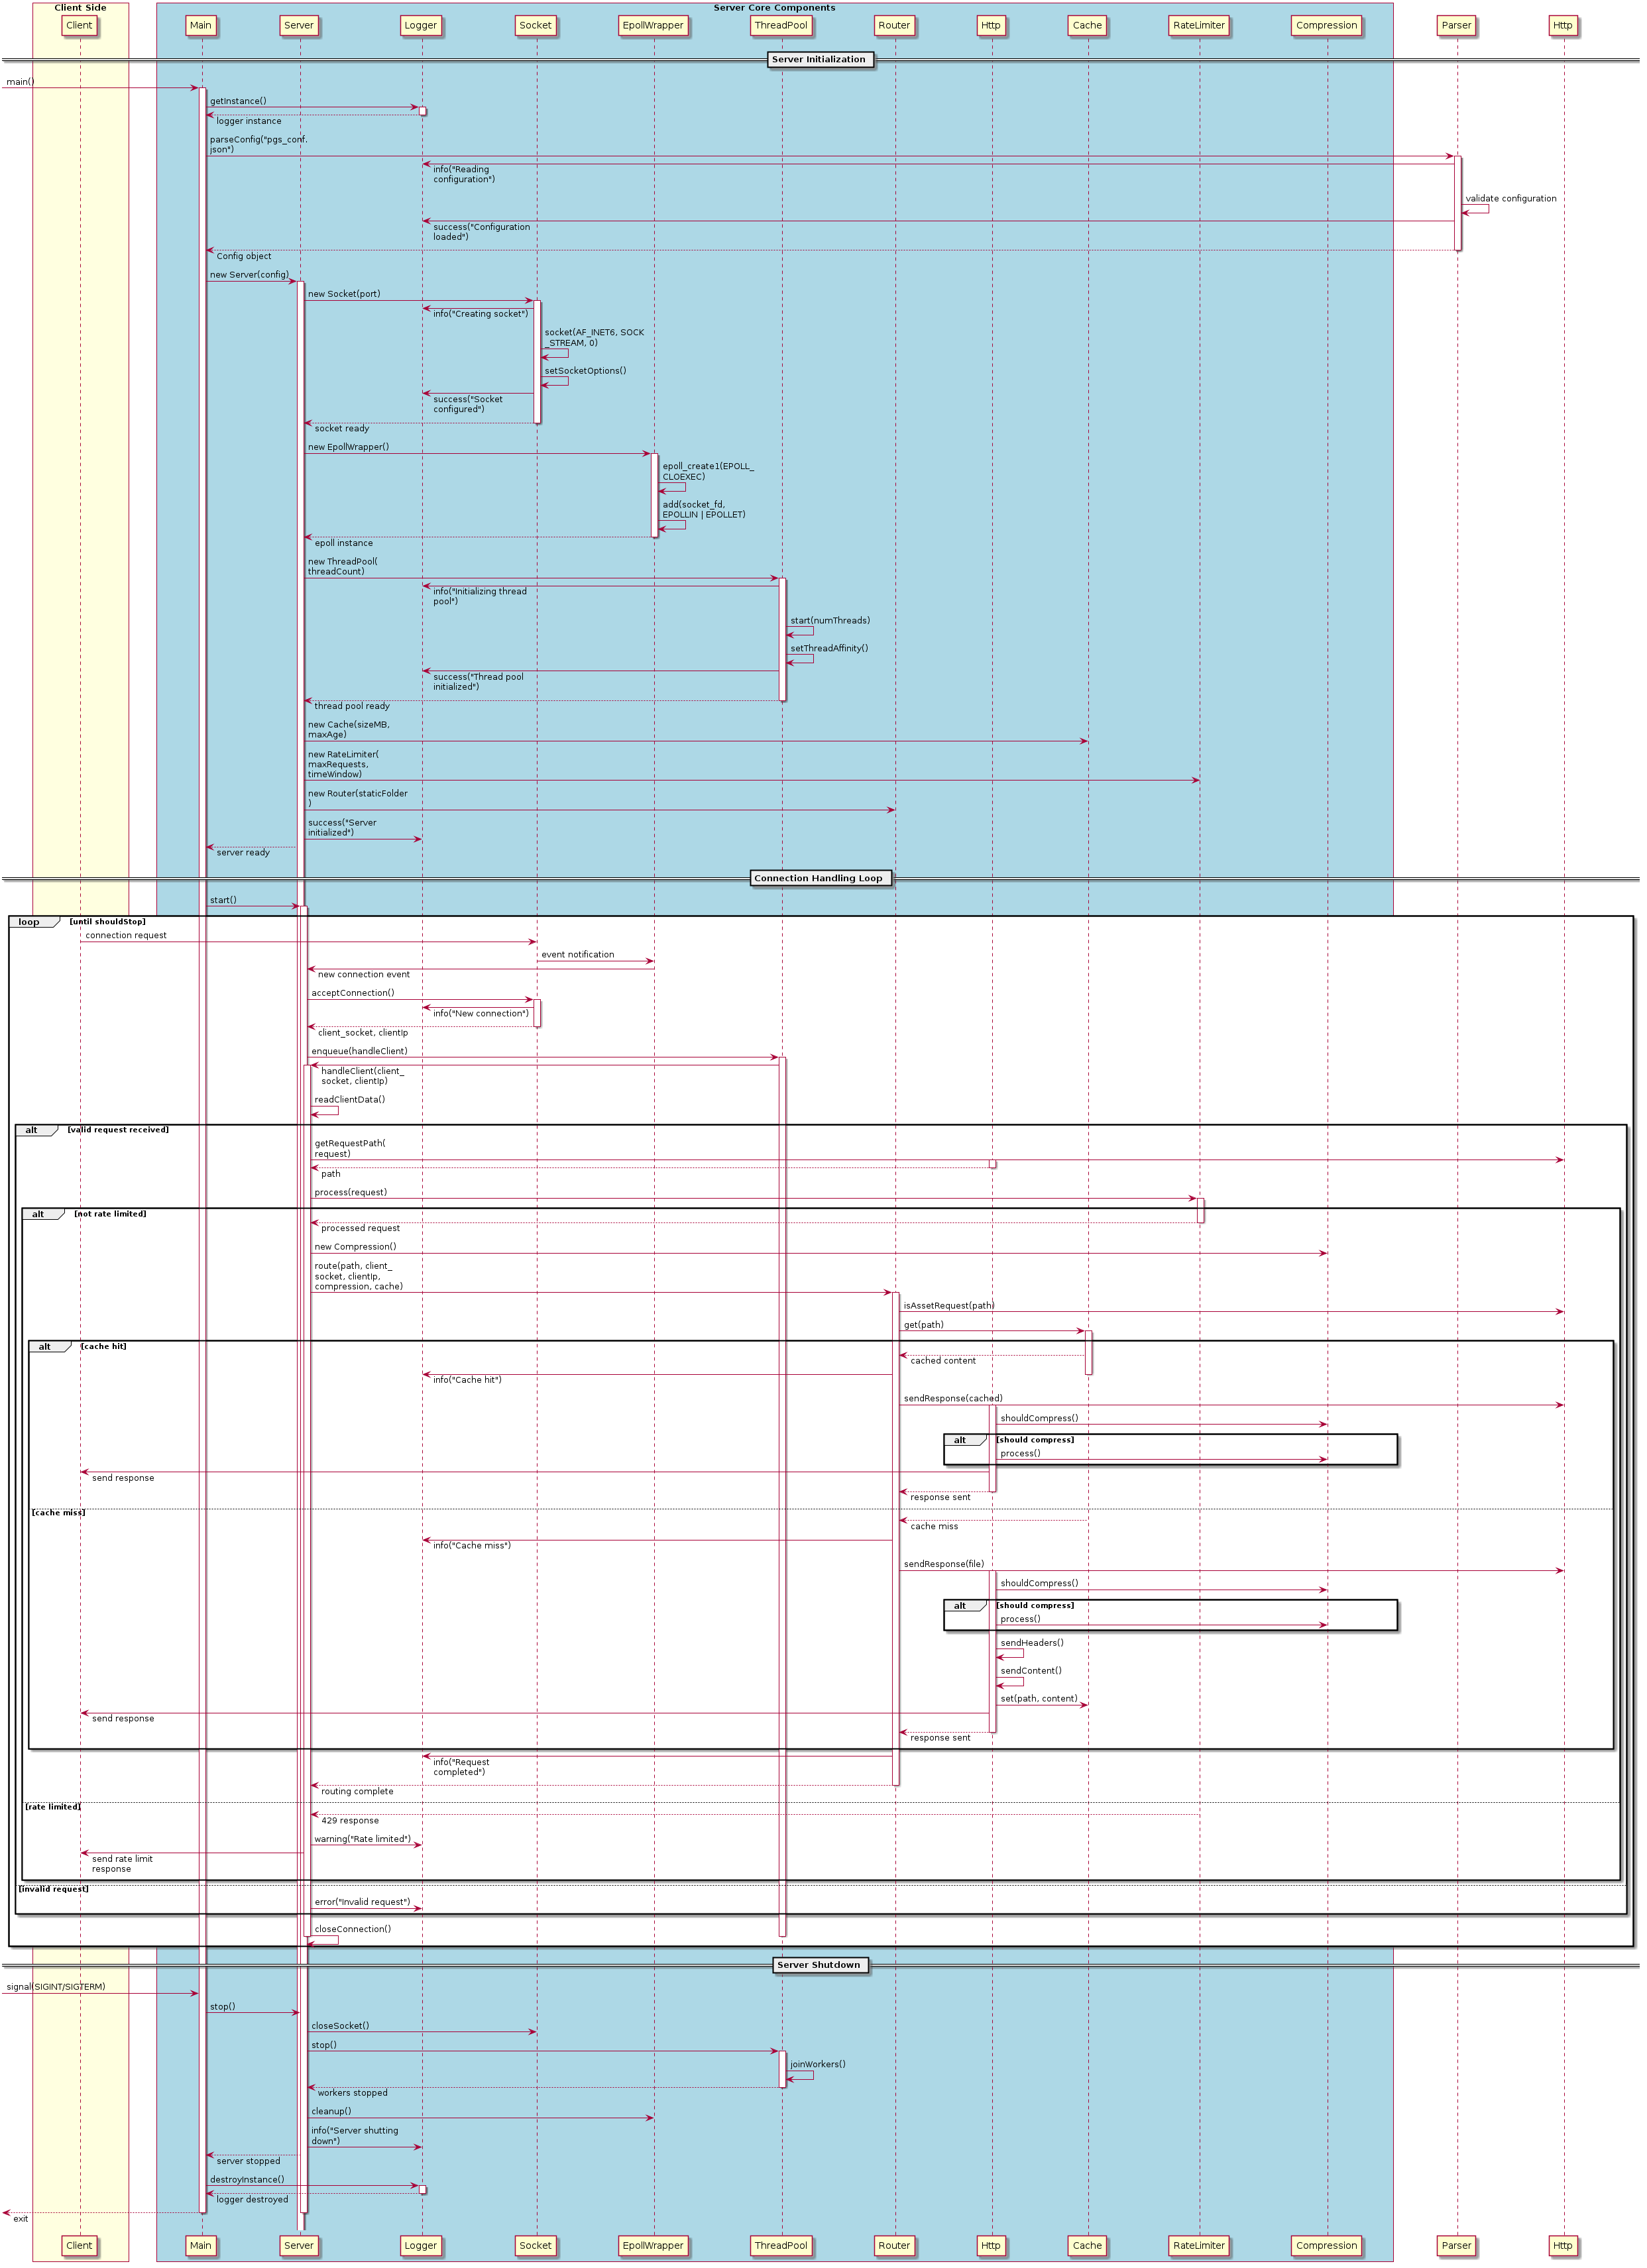 Client Side
Server Core Components
Client
Main
Server
Logger
Socket
EpollWrapper
ThreadPool
Router
Http
Cache
RateLimiter
Compression
Parser
Http
Server Initialization
main()
getInstance()
logger instance
parseConfig("pgs_conf.
json")
info("Reading
configuration")
validate configuration
success("Configuration
loaded")
Config object
new Server(config)
new Socket(port)
info("Creating socket")
socket(AF_INET6, SOCK
_STREAM, 0)
setSocketOptions()
success("Socket
configured")
socket ready
new EpollWrapper()
epoll_create1(EPOLL_
CLOEXEC)
add(socket_fd,
EPOLLIN | EPOLLET)
epoll instance
new ThreadPool(
threadCount)
info("Initializing thread
pool")
start(numThreads)
setThreadAffinity()
success("Thread pool
initialized")
thread pool ready
new Cache(sizeMB,
maxAge)
new RateLimiter(
maxRequests,
timeWindow)
new Router(staticFolder
)
success("Server
initialized")
server ready
Connection Handling Loop
start()
loop [until shouldStop]
connection request
event notification
new connection event
acceptConnection()
info("New connection")
client_socket, clientIp
enqueue(handleClient)
handleClient(client_
socket, clientIp)
readClientData()
alt [valid request received]
getRequestPath(
request)
path
process(request)
alt [not rate limited]
processed request
new Compression()
route(path, client_
socket, clientIp,
compression, cache)
isAssetRequest(path)
get(path)
alt [cache hit]
cached content
info("Cache hit")
sendResponse(cached)
shouldCompress()
alt [should compress]
process()
send response
response sent
[cache miss]
cache miss
info("Cache miss")
sendResponse(file)
shouldCompress()
alt [should compress]
process()
sendHeaders()
sendContent()
set(path, content)
send response
response sent
info("Request
completed")
routing complete
[rate limited]
429 response
warning("Rate limited")
send rate limit
response
[invalid request]
error("Invalid request")
closeConnection()
Server Shutdown
signal(SIGINT/SIGTERM)
stop()
closeSocket()
stop()
joinWorkers()
workers stopped
cleanup()
info("Server shutting
down")
server stopped
destroyInstance()
logger destroyed
exit
Client
Main
Server
Logger
Socket
EpollWrapper
ThreadPool
Router
Http
Cache
RateLimiter
Compression
Parser
Http